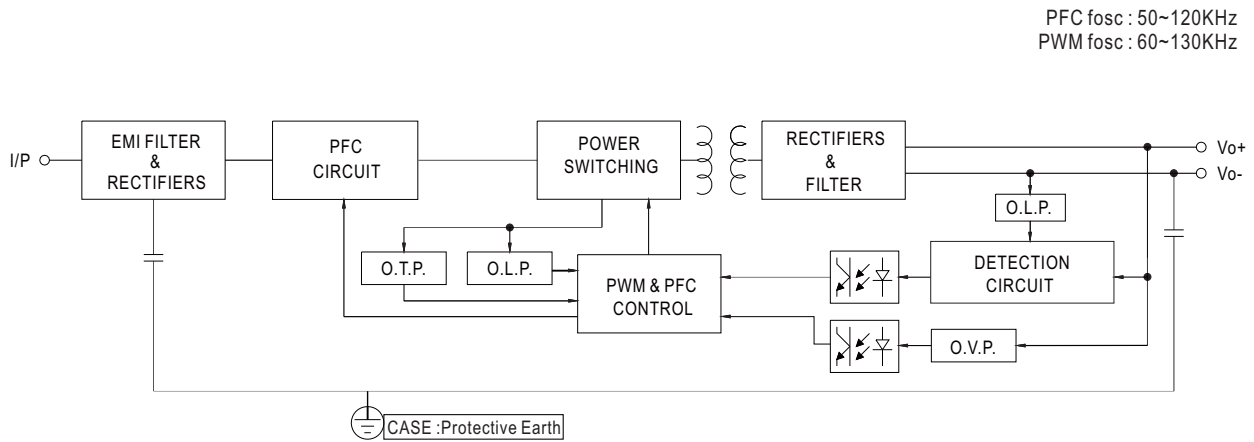 PFC fosc : 50~120KHz
PWM fosc : 60~130KHz
I/P
EMI FILTER
&
RECTIFIERS
PFC
CIRCUIT
POWER
SWITCHING
RECTIFIERS
&
FILTER
Vo+
Vo-
O.L.P.
O.T.P.
O.L.P.
PWM & PFC
CONTROL
DETECTION
CIRCUIT
O.V.P.
CASE :Protective Earth